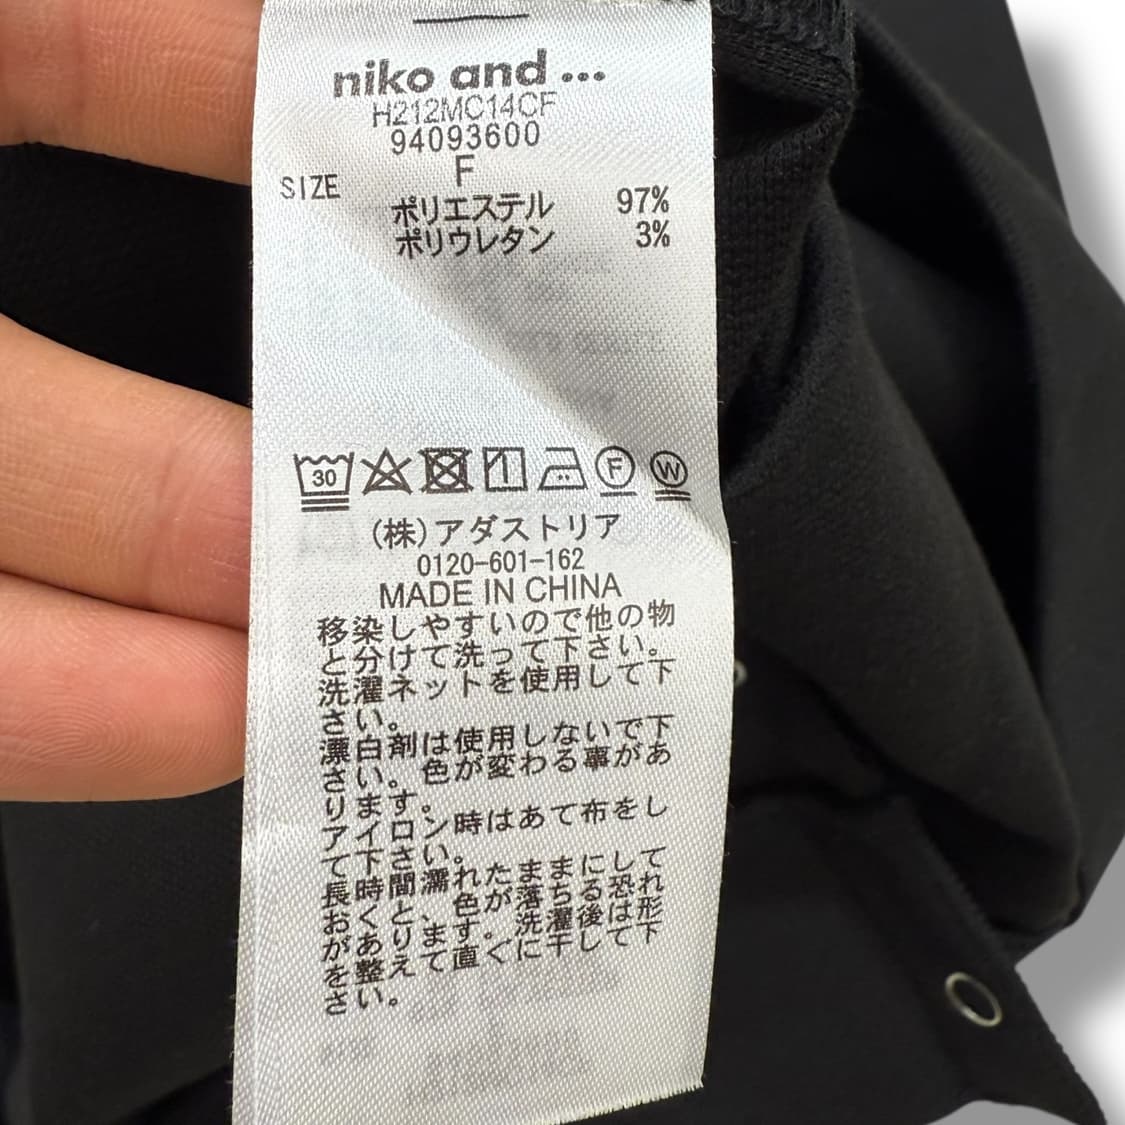 niko and ...
H212MC14CF
94093600
SIZE F
ポリエステル 97%
ポリウレタン 3%
30
F
W
(株)アダストリア
0120-601-162
MADE IN CHINA
移染しやすいので他の物
と分けて洗って下さい。
洗濯ネットを使用して下
さい。
漂白剤は使用しないで下
さい。色が変わる事があ
ります。
アイロン時はあて布をし
て下さい。
長時間濡れたままにして
おくと、色が落ちる恐れ
があります。洗濯後は形
を整えて直ぐに干して下
さい。